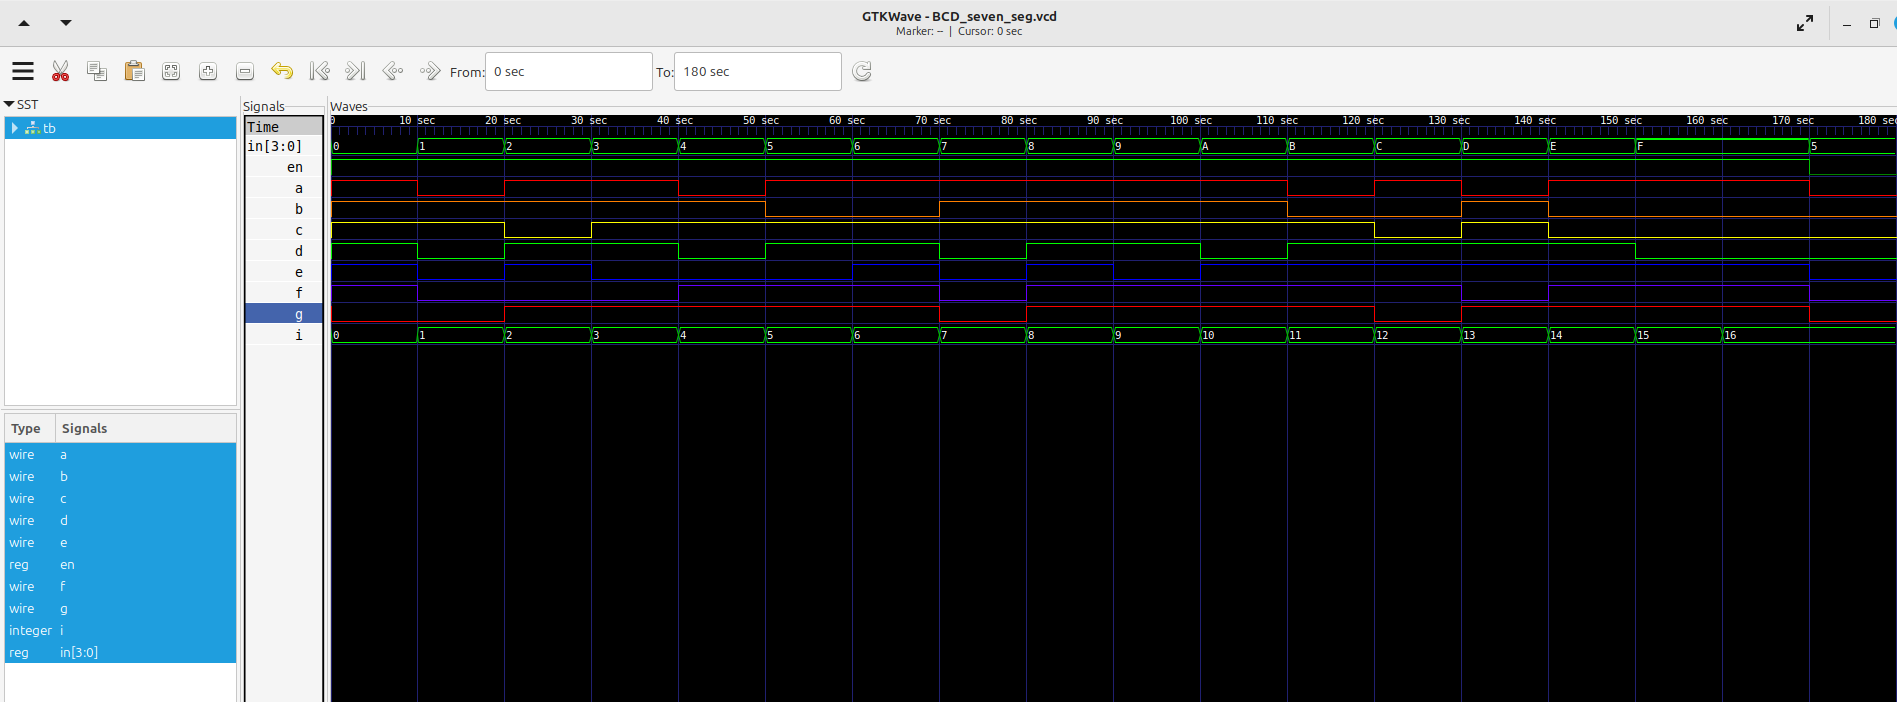 GTKWave - BCD_seven_seg.vcd
Marker: -- | Cursor: 0 sec
From: 0 sec To: 180 sec
SST
tb
Type Signals
wire a
wire b
wire c
wire d
wire e
reg en
wire f
wire g
integer i
reg in[3:0]
Signals
Time
in[3:0]
en
a
b
c
d
e
f
g
i
Waves
0 10 sec 20 sec 30 sec 40 sec 50 sec 60 sec 70 sec 80 sec 90 sec 100 sec 110 sec 120 sec 130 sec 140 sec 150 sec 160 sec 170 sec 180 sec
0 1 2 3 4 5 6 7 8 9 A B C D E F 5
0 1 2 3 4 5 6 7 8 9 10 11 12 13 14 15 16